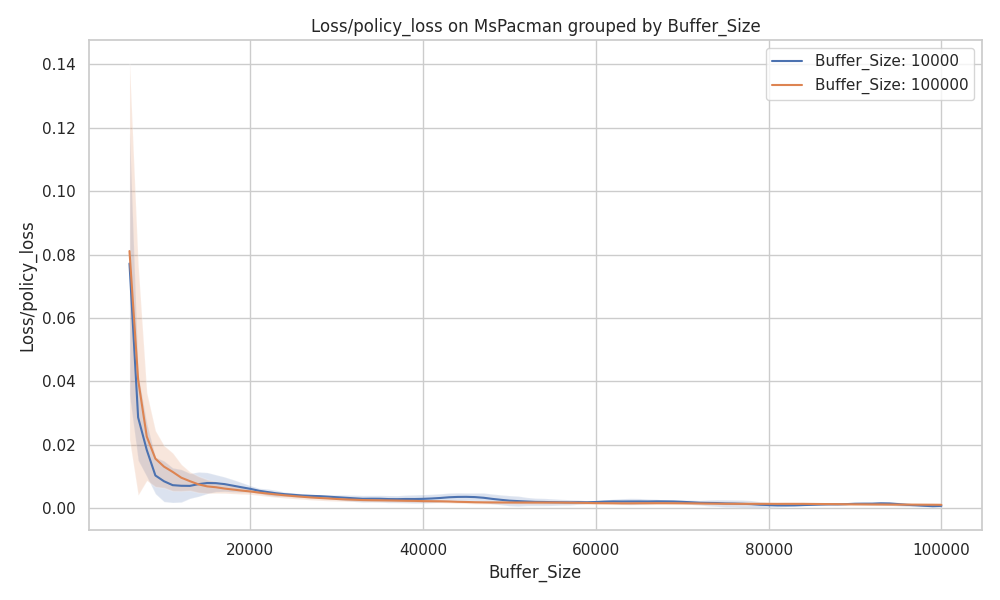 Loss/policy_loss on MsPacman grouped by Buffer_Size
Buffer_Size: 10000
Buffer_Size: 100000
Loss/policy_loss
0.14
0.12
0.10
0.08
0.06
0.04
0.02
0.00
20000
40000
60000
80000
100000
Buffer_Size